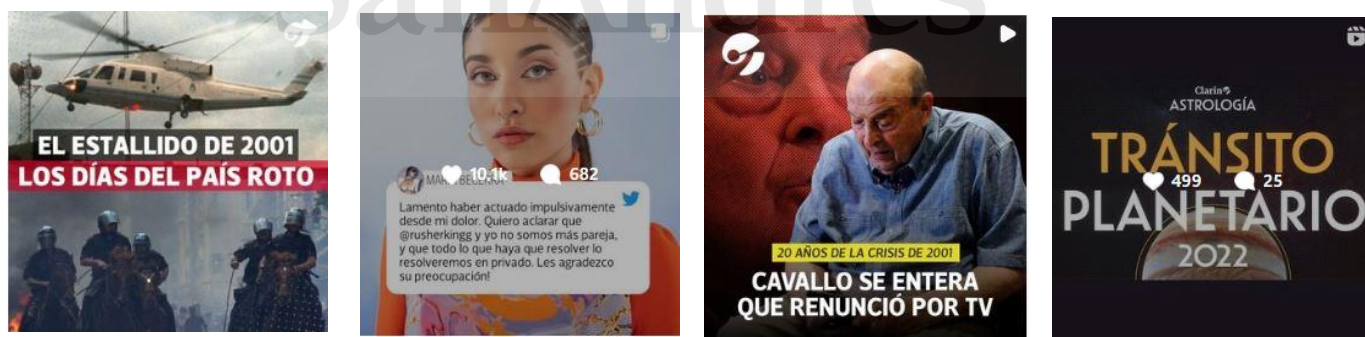 SanAndrés
EL ESTALLIDO DE 2001
LOS DÍAS DEL PAÍS ROTO
10.1k 682
Lamento haber actuado impulsivamente
desde mi dolor. Quiero aclarar que
@rusherkingg y yo no somos más pareja,
y que todo lo que haya que resolver lo
resolveremos en privado. Les agradezco
su preocupación!
20 AÑOS DE LA CRISIS DE 2001
CAVALLO SE ENTERA
QUE RENUNCIÓ POR TV
Clarín
ASTROLOGÍA
TRÁNSITO
499 25
PLANETARIO
2022